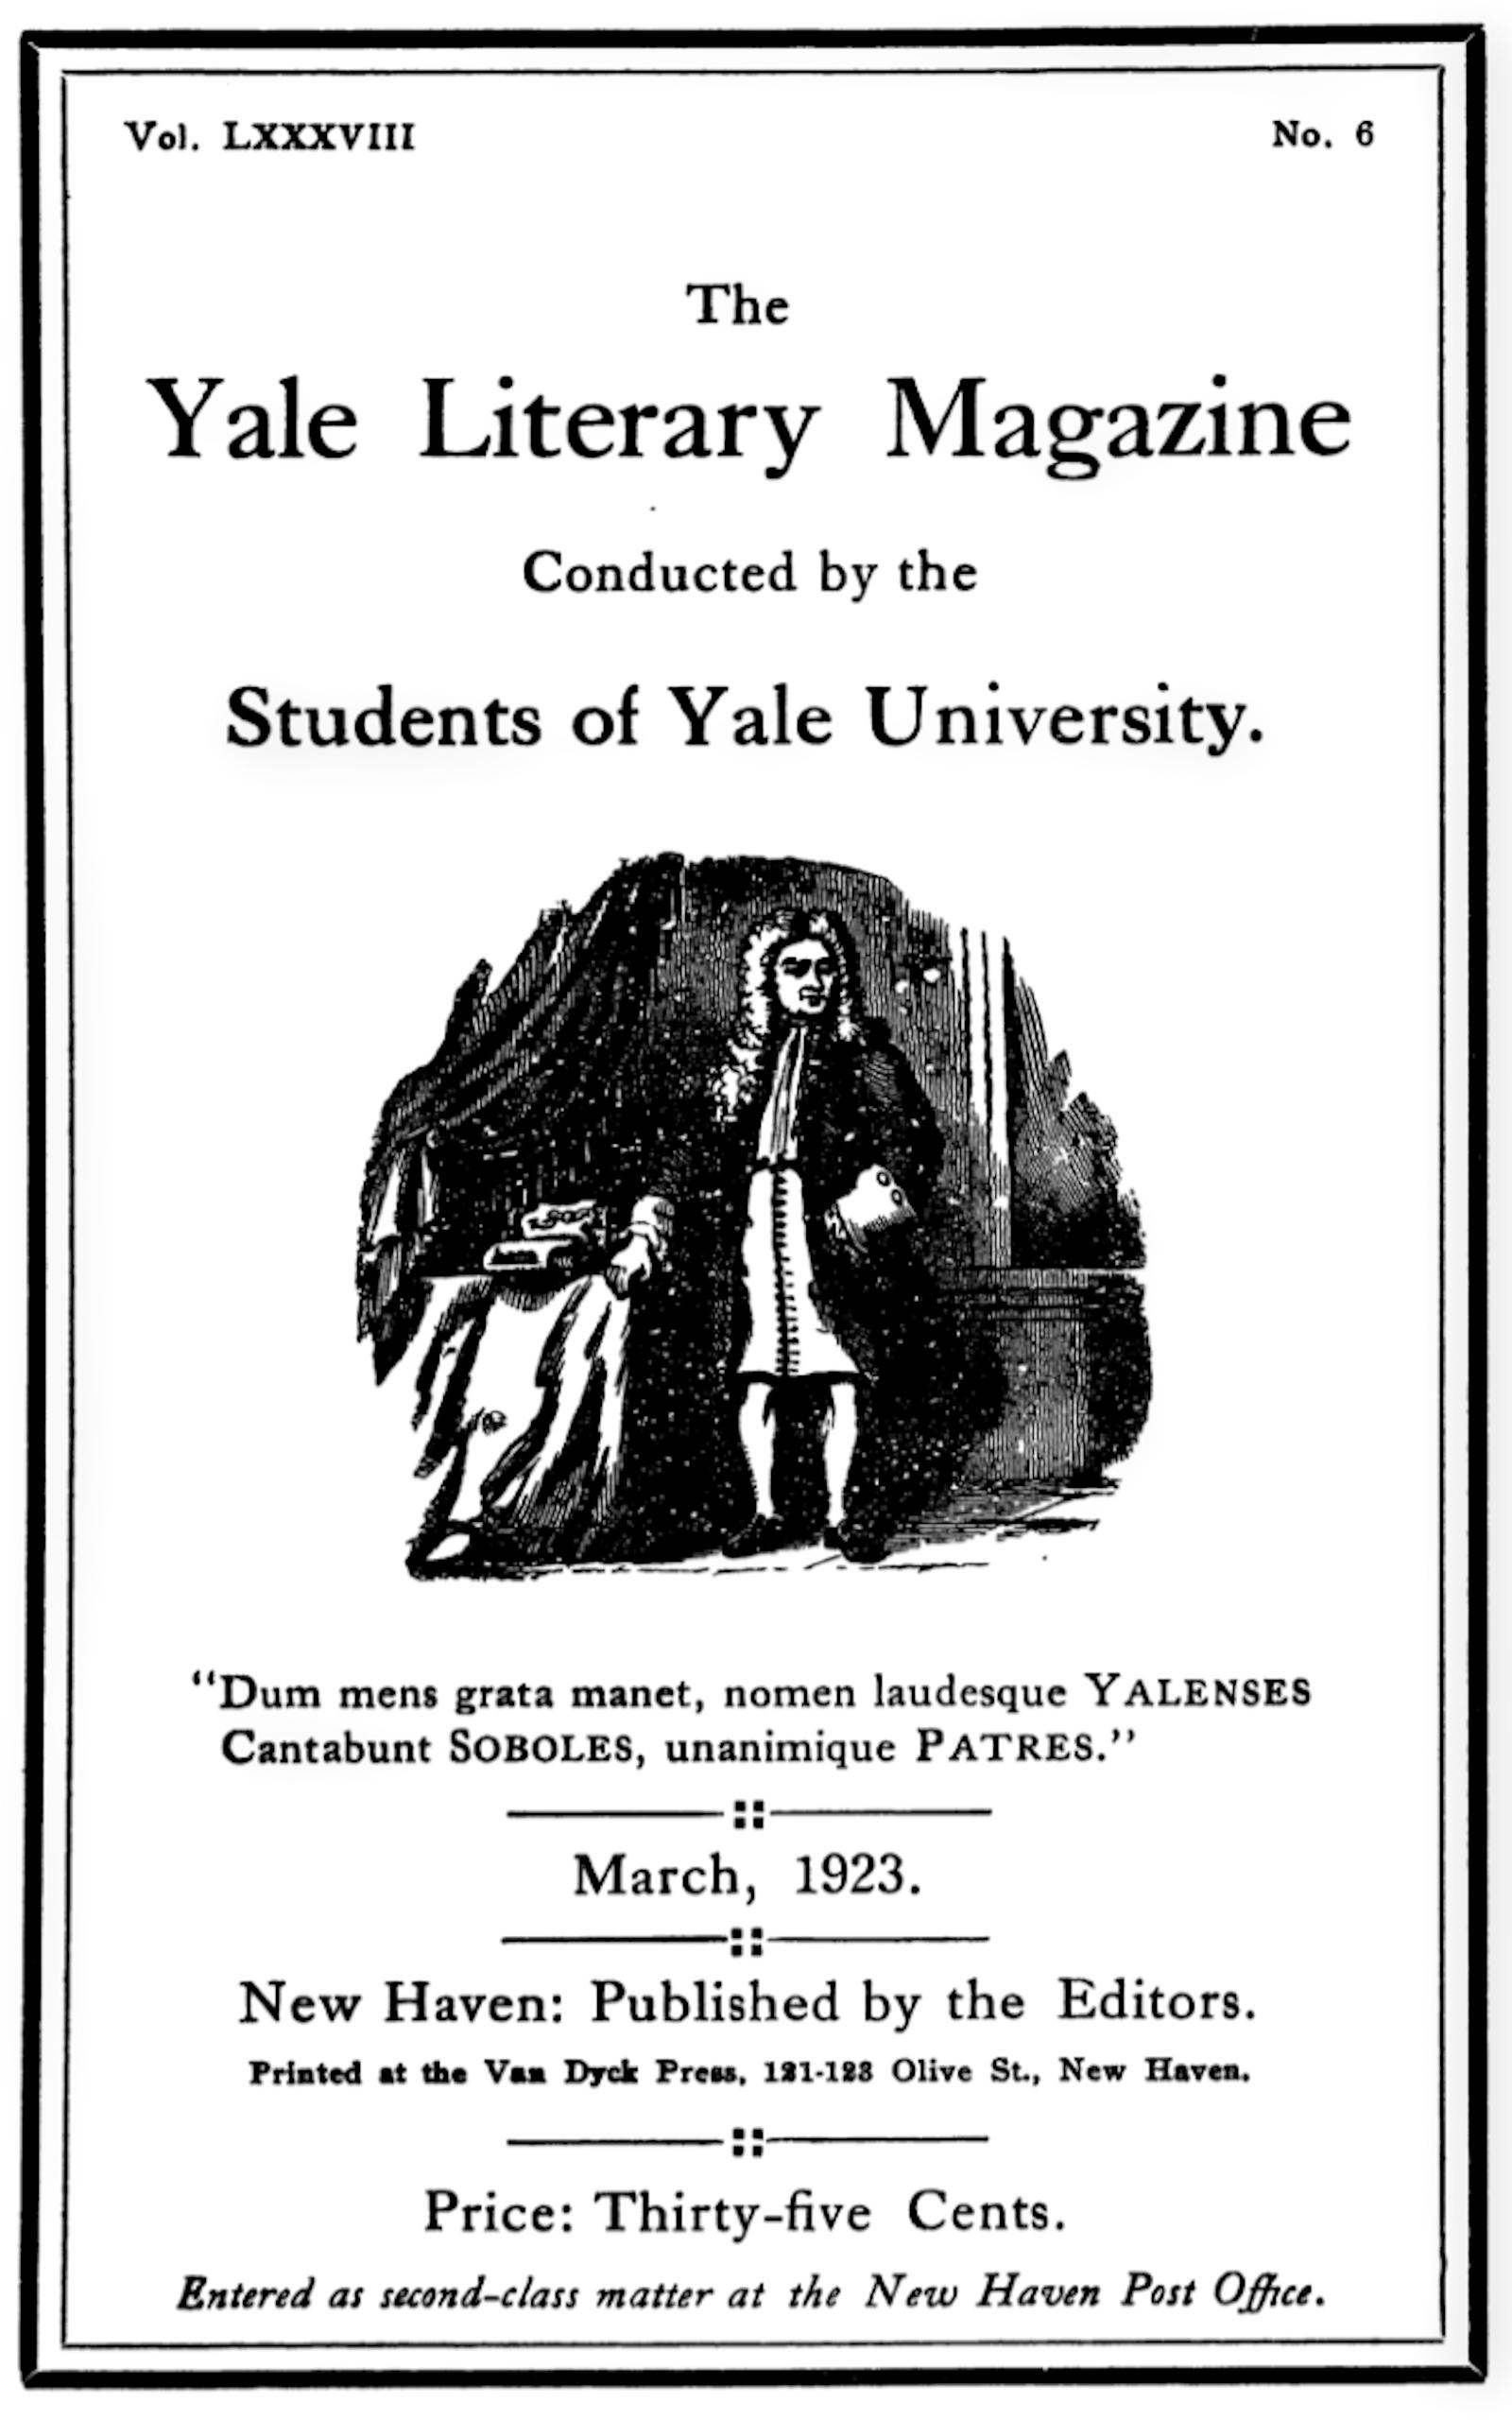 Vol. LXXXVIII No. 6
The
Yale Literary Magazine
Conducted by the
Students of Yale University.
“Dum mens grata manet, nomen laudesque YALENSES
Cantabunt SOBOLES, unanimique PATRES.”
March, 1923.
New Haven: Published by the Editors.
Printed at the Van Dyck Press, 121-123 Olive St., New Haven.
Price: Thirty-five Cents.
Entered as second-class matter at the New Haven Post Office.